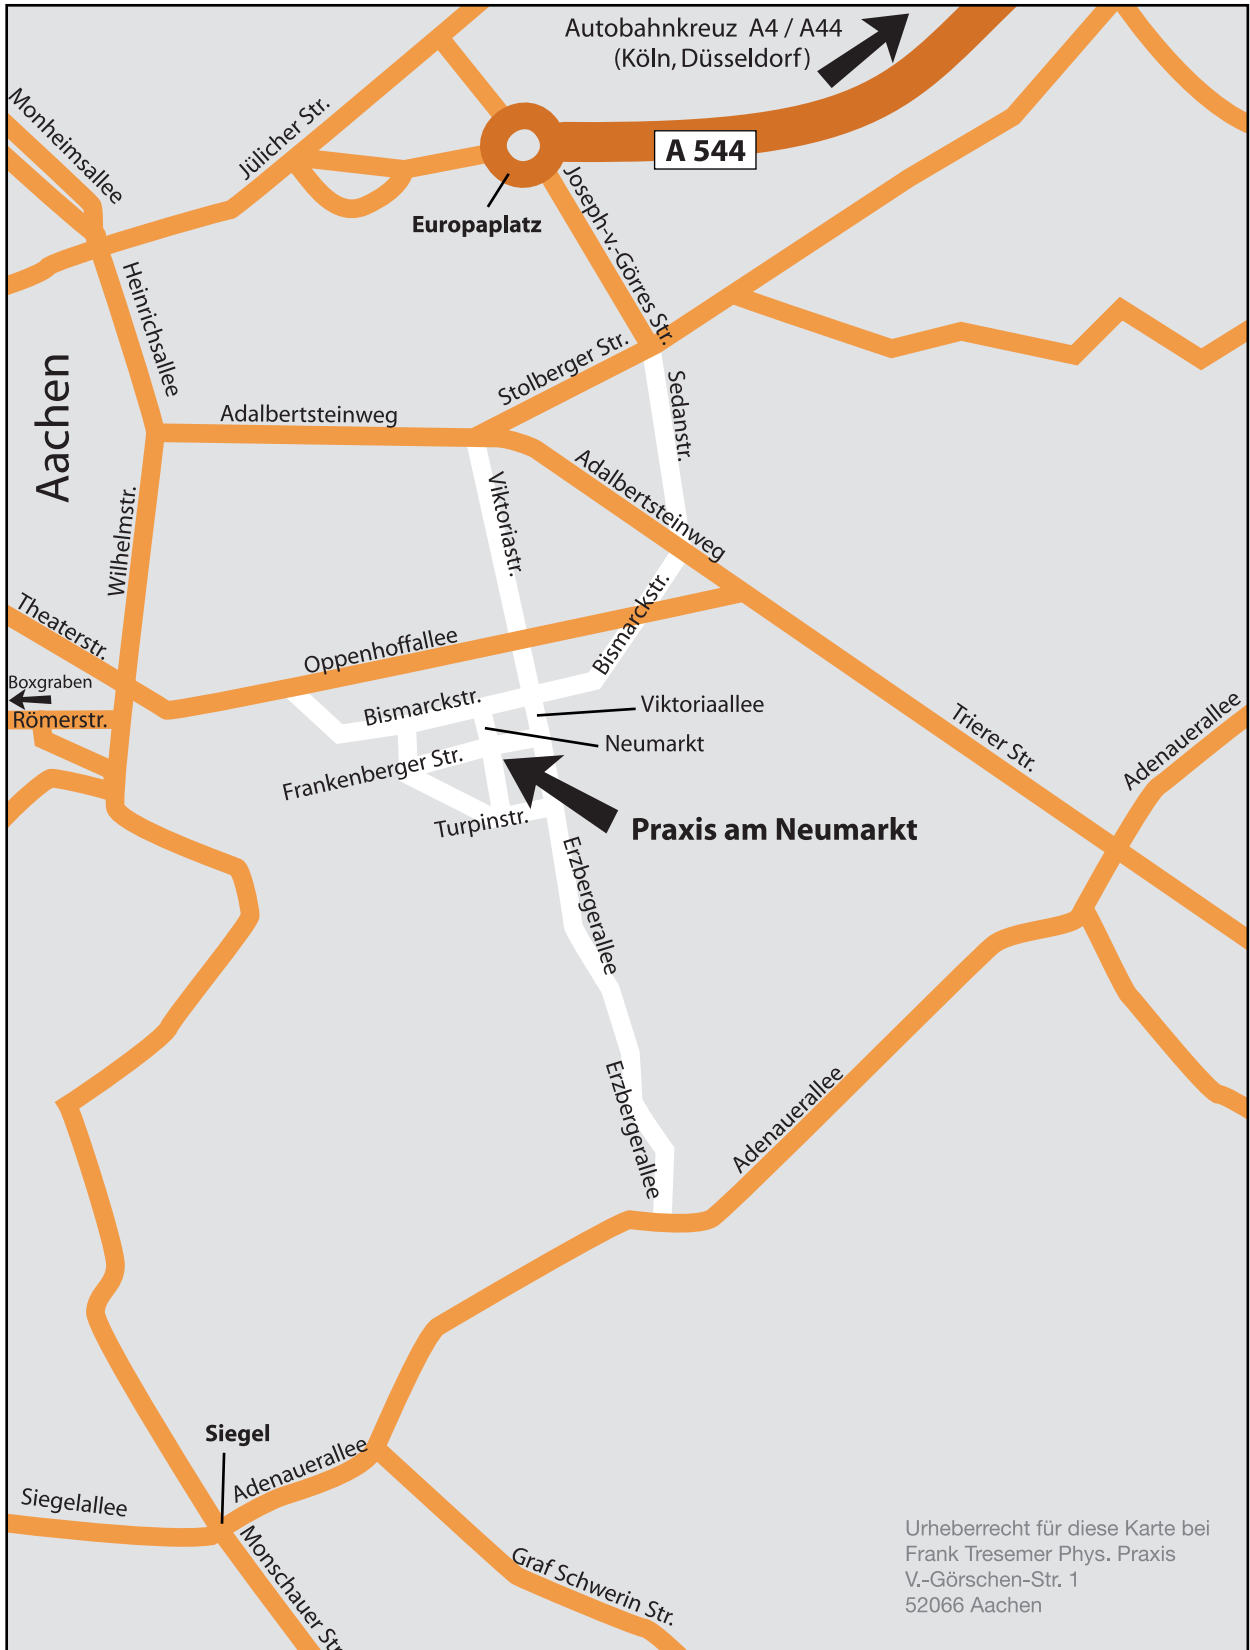 Autobahnkreuz A4 / A44
(Köln, Düsseldorf)
Monheimsallee
Jülicher Str.
A 544
Europaplatz
Joseph-v.-Görres Str.
Heinrichsallee
Aachen
Stolberger Str.
Sedanstr.
Adalbertsteinweg
Adalbertsteinweg
Viktoriastr.
Wilhelmstr.
Theaterstr.
Bismarckstr.
Oppenhoffallee
Boxgraben
Römerstr.
Bismarckstr.
Viktoriaallee
Neumarkt
Trierer Str.
Adenauerallee
Frankenberger Str.
Turpinstr.
Praxis am Neumarkt
Erzbergerallee
Erzbergerallee
Adenauerallee
Siegel
Adenauerallee
Siegelallee
Monschauer Str.
Graf Schwerin Str.
Urheberrecht für diese Karte bei
Frank Tresemer Phys. Praxis
V.-Görschen-Str. 1
52066 Aachen